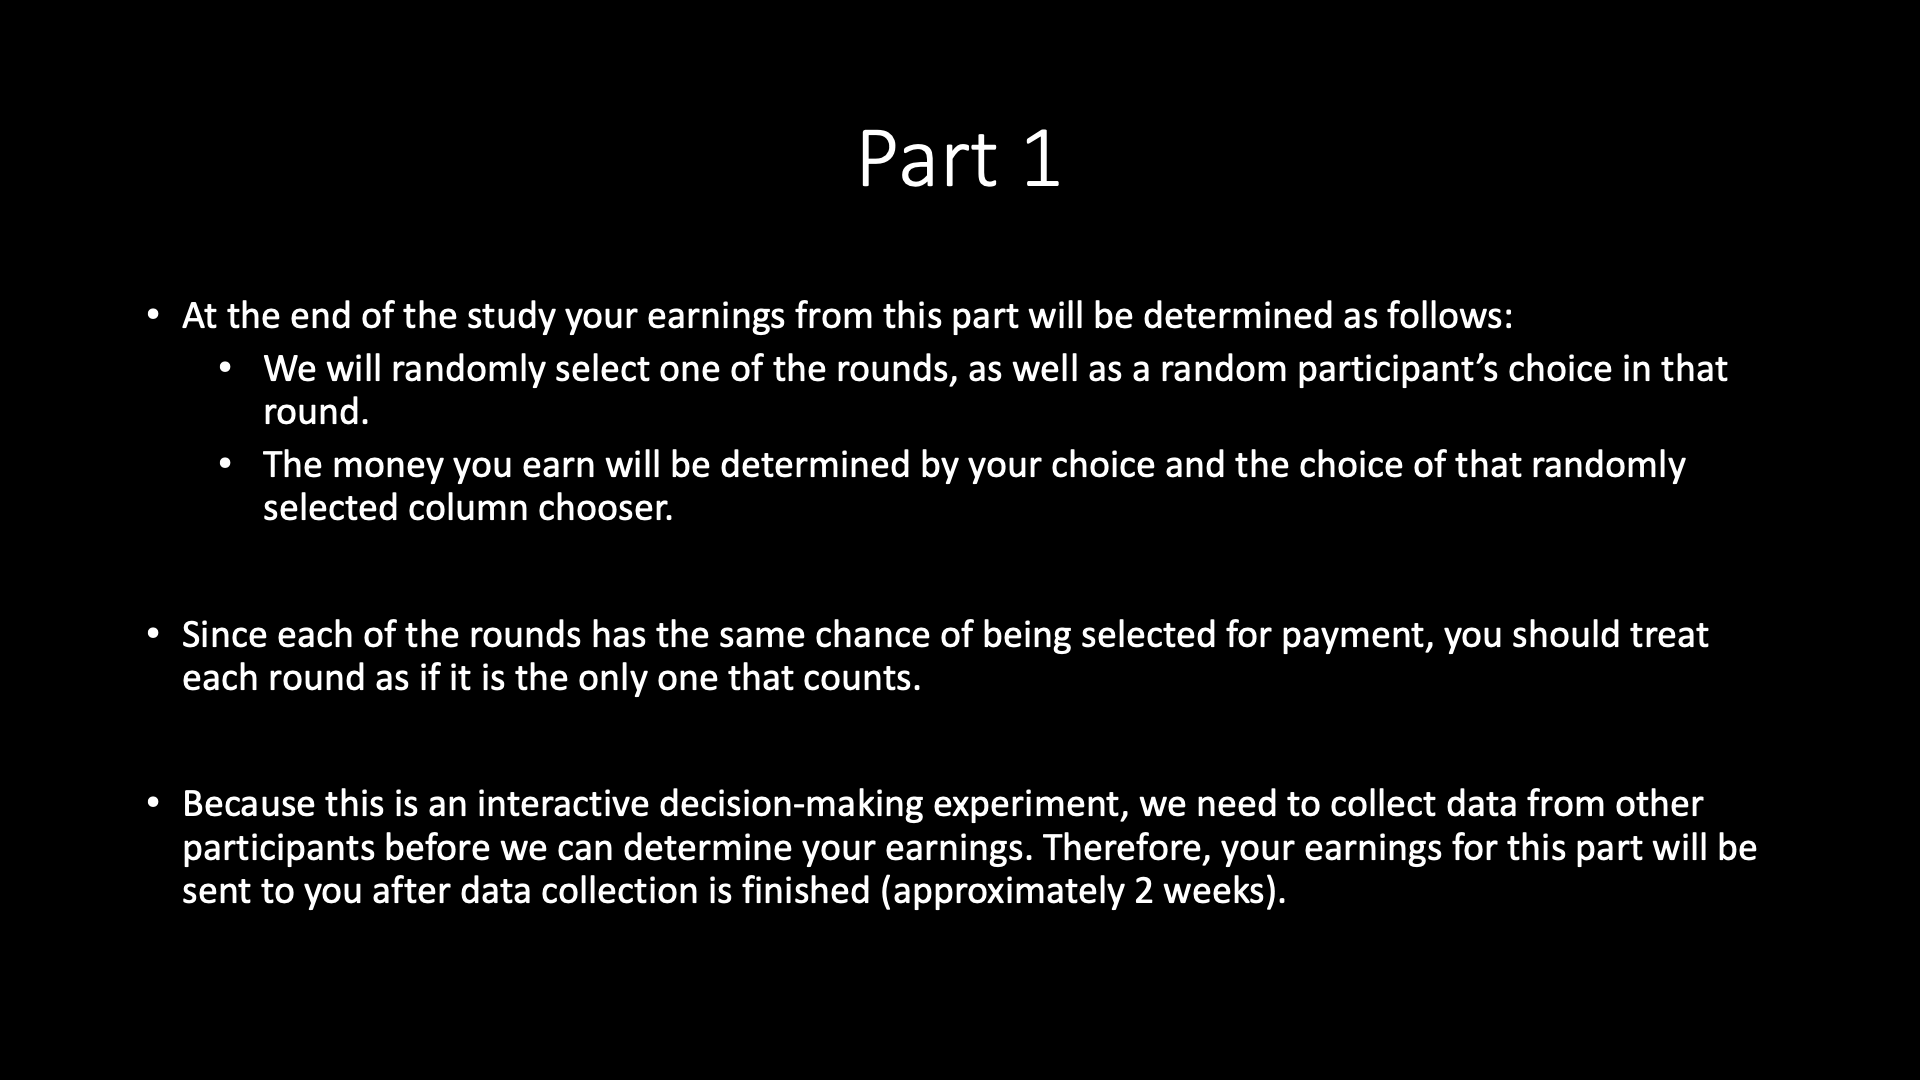 Part 1
• At the end of the study your earnings from this part will be determined as follows:
• We will randomly select one of the rounds, as well as a random participant’s choice in that
round.
• The money you earn will be determined by your choice and the choice of that randomly
selected column chooser.
• Since each of the rounds has the same chance of being selected for payment, you should treat
each round as if it is the only one that counts.
• Because this is an interactive decision-making experiment, we need to collect data from other
participants before we can determine your earnings. Therefore, your earnings for this part will be
sent to you after data collection is finished (approximately 2 weeks).